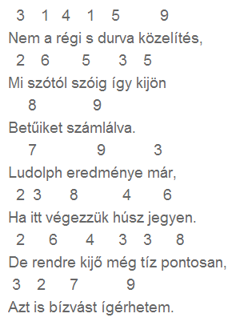 3 1 4 1 5 9
Nem a régi s durva közelítés,
2 6 5 3 5
Mi szótól szóig így kijön
8 9
Betűiket számlálva.
7 9 3
Ludolph eredménye már,
2 3 8 4 6
Ha itt végezzük húsz jegyen.
2 6 4 3 3 8
De rendre kijő még tíz pontosan,
3 2 7 9
Azt is bízvást ígérhetem.